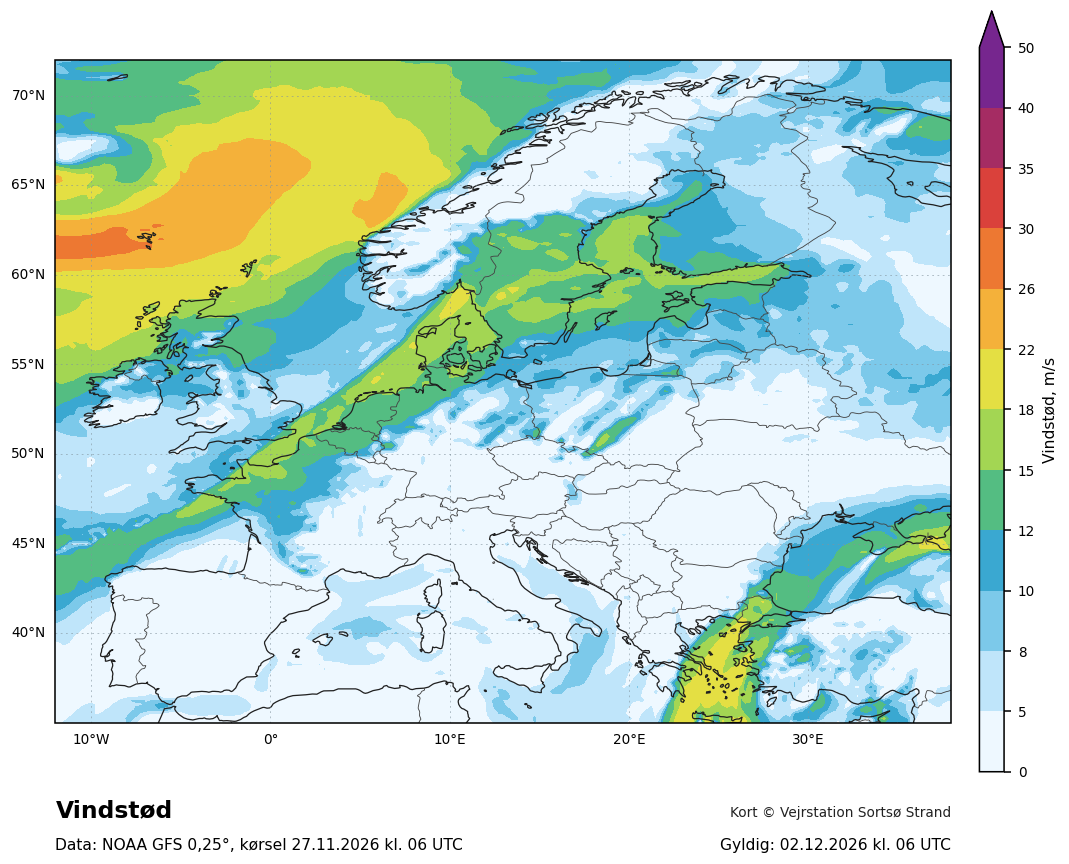 50
40
35
30
26
22
18
15
12
10
8
5
0
Vindstød, m/s
70°N
65°N
60°N
55°N
50°N
45°N
40°N
10°W
0°
10°E
20°E
30°E
Vindstød
Kort © Vejrstation Sortsø Strand
Data: NOAA GFS 0,25°, kørsel 27.11.2026 kl. 06 UTC
Gyldig: 02.12.2026 kl. 06 UTC